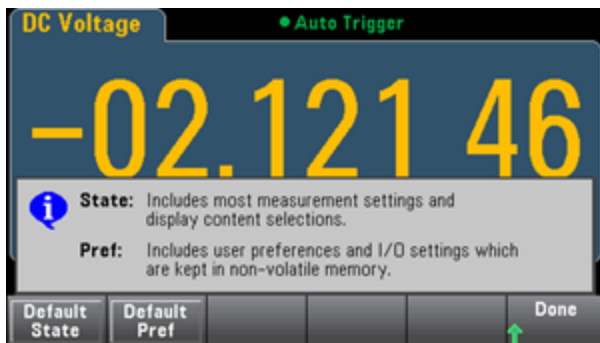 DC Voltage
Auto Trigger
-02.121 46
State: Includes most measurement settings and
display content selections.
Pref: Includes user preferences and I/O settings which
are kept in non-volatile memory.
Default
State
Default
Pref
Done